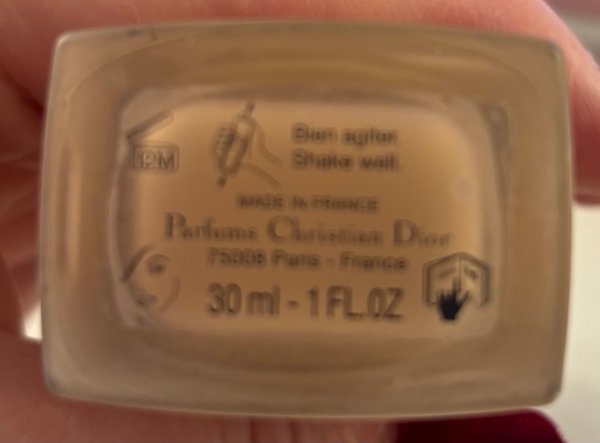 12M
Bien agiter.
Shake well.
MADE IN FRANCE
Parfums Christian Dior
75008 Paris - France
30 ml - 1 FL.OZ